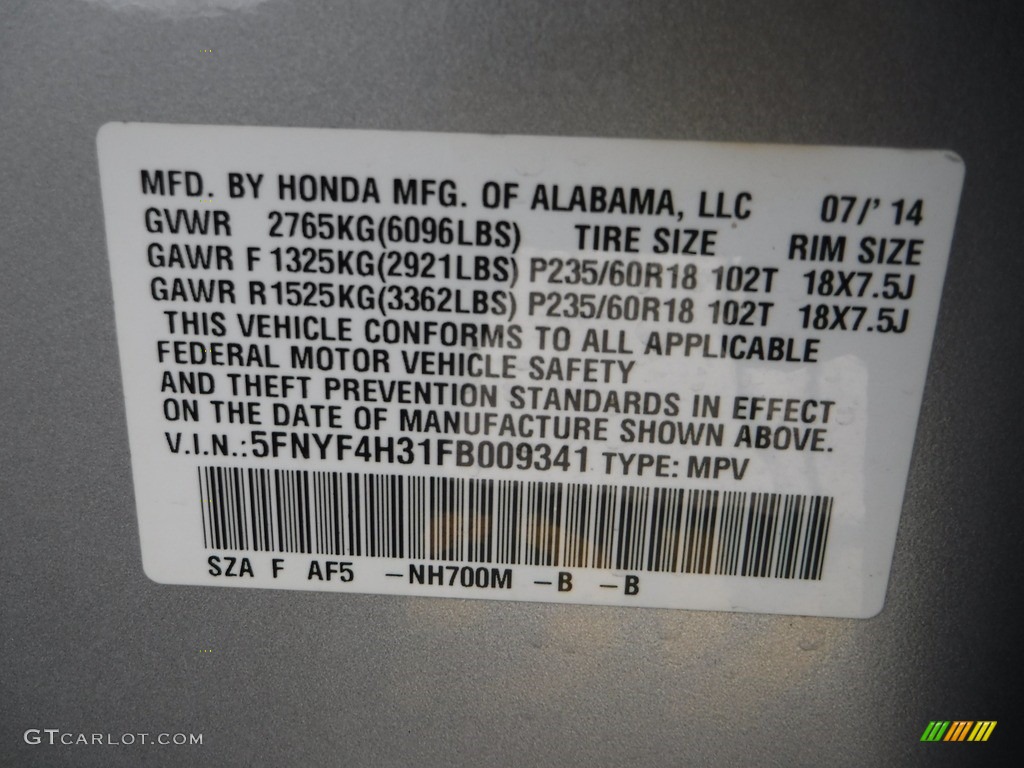 MFD. BY HONDA MFG. OF ALABAMA, LLC 07/' 14
GVWR 2765KG(6096LBS) TIRE SIZE RIM SIZE
GAWR F 1325KG(2921LBS) P235/60R18 102T 18X7.5J
GAWR R1525KG(3362LBS) P235/60R18 102T 18X7.5J
THIS VEHICLE CONFORMS TO ALL APPLICABLE
FEDERAL MOTOR VEHICLE SAFETY
AND THEFT PREVENTION STANDARDS IN EFFECT
ON THE DATE OF MANUFACTURE SHOWN ABOVE.
V.I.N.:5FNYF4H31FB009341 TYPE: MPV
SZA F AF5 -NH700M -B -B
GTCARLOT.COM